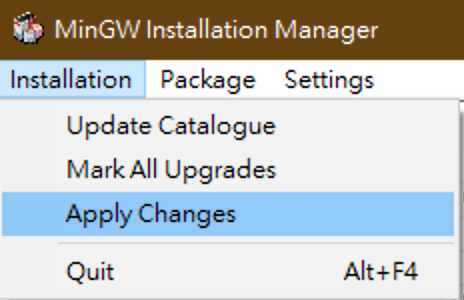 MinGW Installation Manager
Installation Package Settings
Update Catalogue
Mark All Upgrades
Apply Changes
Quit Alt+F4